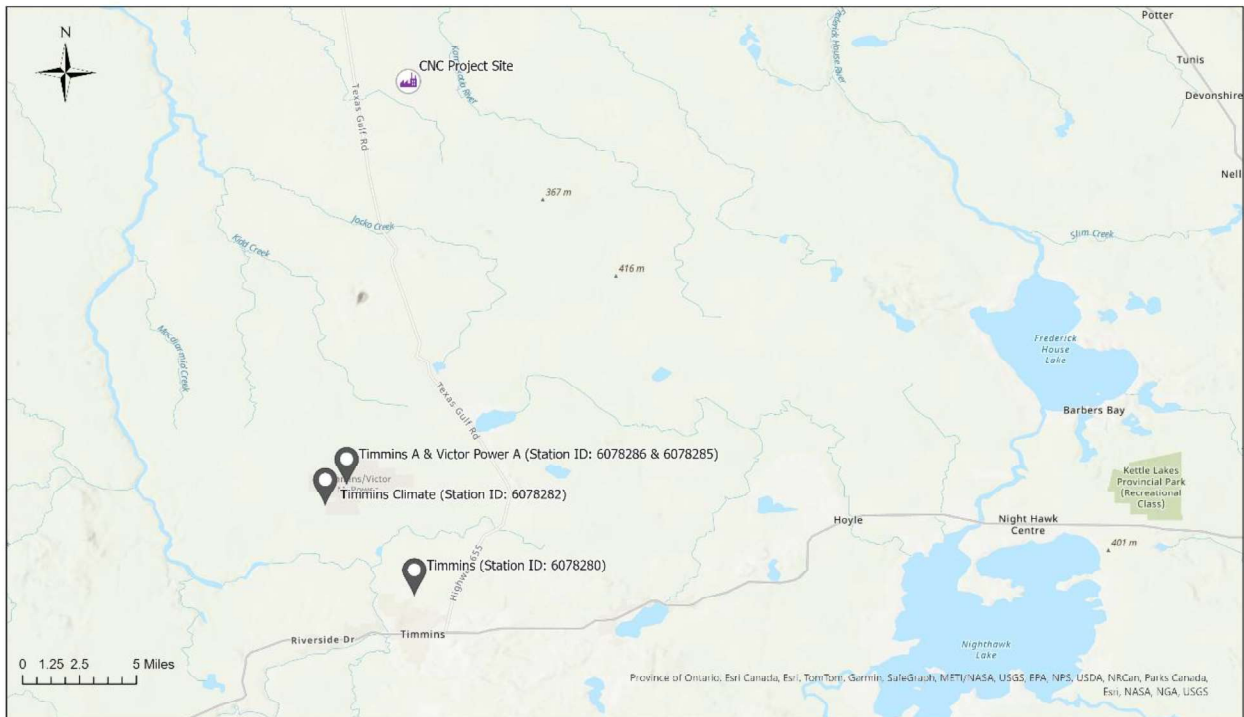 Potter
N
Frederick House River
Tunis
CNC Project Site
Devonshire
Texas Gulf Rd
Nell
367 m
Jocko Creek
Slim Creek
Kidd Creek
416 m
Frederick
House
Lake
Texas Gulf Rd
Barbers Bay
Timmins A & Victor Power A (Station ID: 6078286 & 6078285)
Timmins Climate (Station ID: 6078282)
Kettle Lakes
Provincial Park
(Recreational
Class)
Hoyle
Night Hawk
Centre
401 m
Timmins (Station ID: 6078280)
Highway 655
Riverside Dr
Timmins
Nighthawk
Lake
0 1.25 2.5 5 Miles
Province of Ontario, Esri Canada, Esri, TomTom, Garmin, SafeGraph, METI/NASA, USGS, EPA, NPS, USDA, NRCan, Parks Canada,
Esri, NASA, NGA, USGS